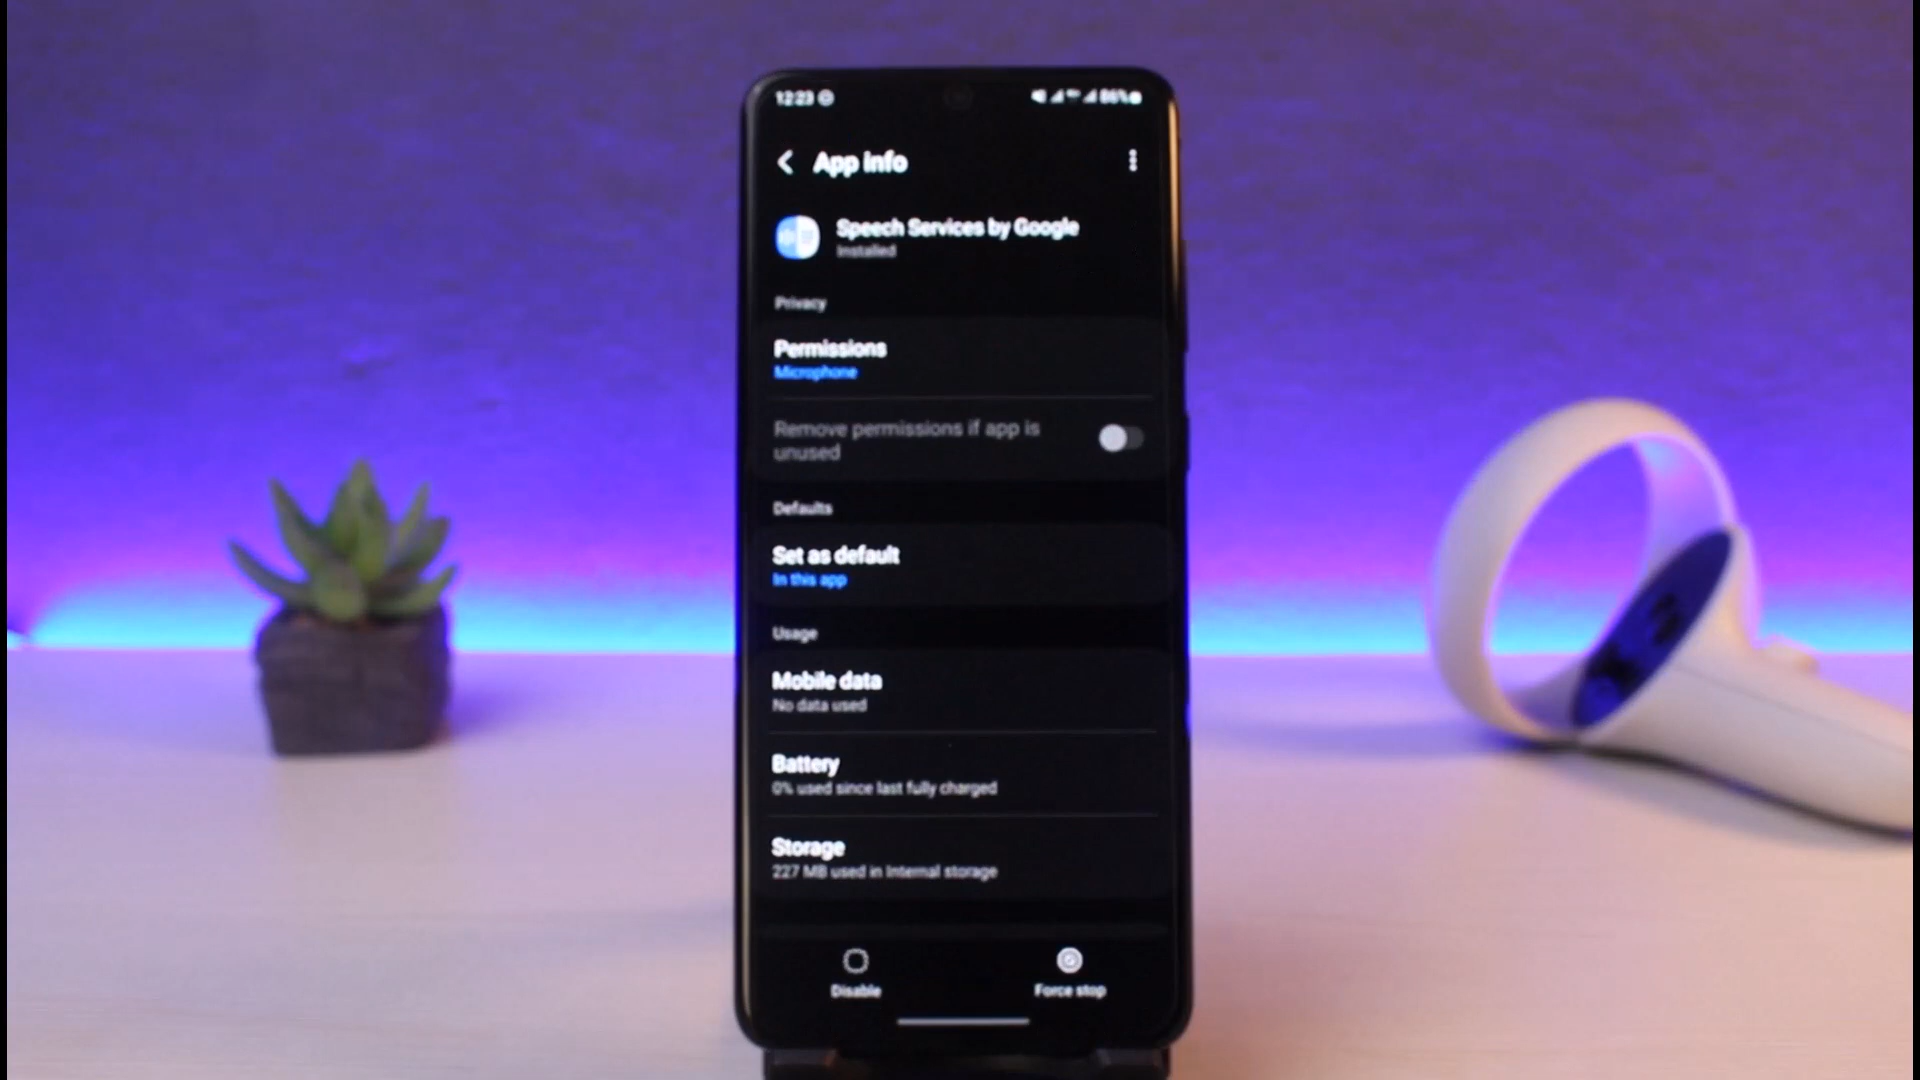 12:23
86%
App info
Speech Services by Google
Installed
Privacy
Permissions
Microphone
Remove permissions if app is
unused
Defaults
Set as default
In this app
Usage
Mobile data
No data used
Battery
0% used since last fully charged
Storage
227 MB used in Internal storage
Disable
Force stop